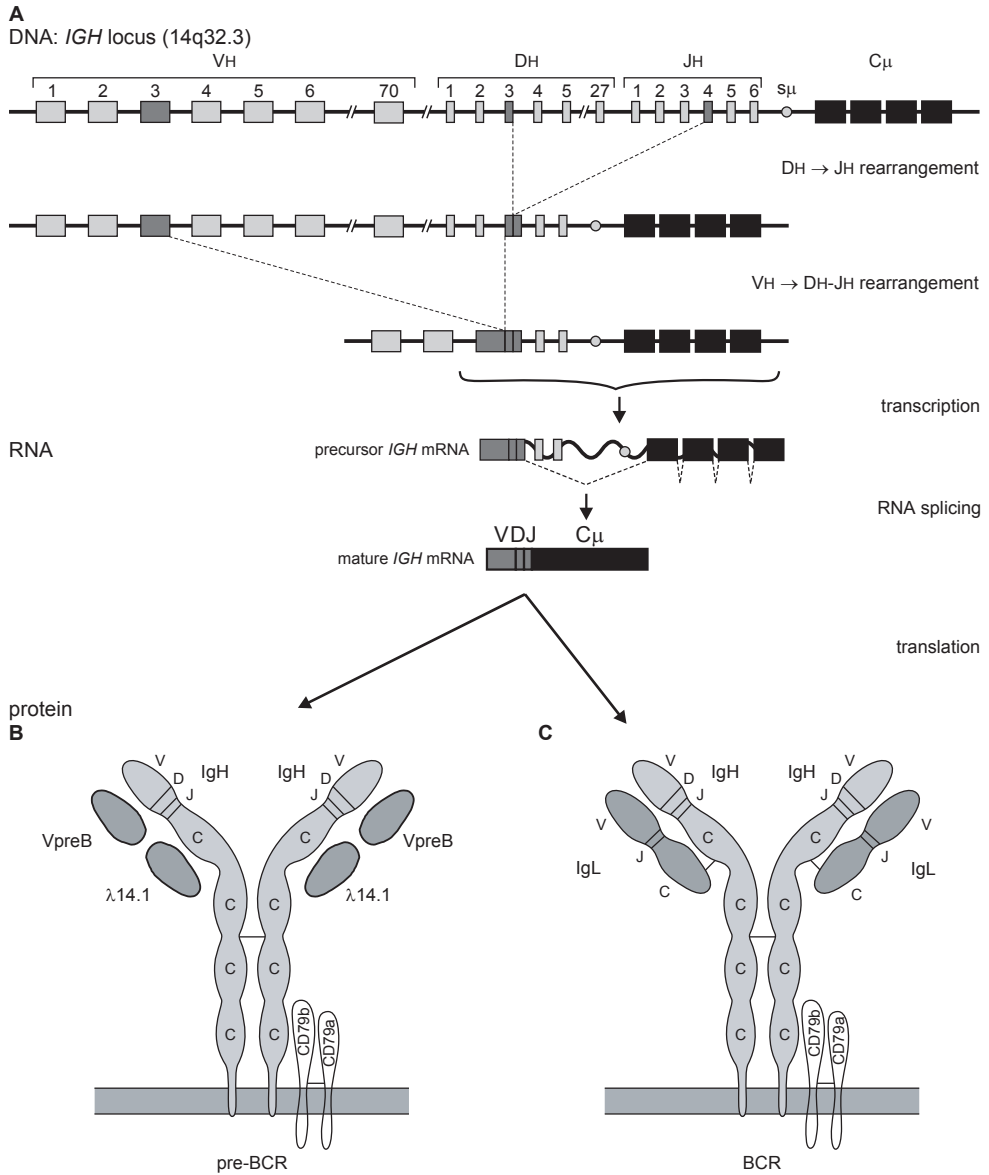 A
DNA: IGH locus (14q32.3)
VH DH JH Cμ
1 2 3 4 5 6 70 1 2 3 4 5 27 1 2 3 4 5 6 sμ
DH → JH rearrangement
VH → DH-JH rearrangement
transcription
RNA precursor IGH mRNA
RNA splicing
VDJ Cμ
mature IGH mRNA
translation
protein
B
V D J IgH IgH J D V
VpreB C C VpreB
λ14.1 λ14.1
C C
C C
C C
CD79b CD79a
pre-BCR
C
V D J IgH IgH J D V
V C C V
J J
IgL IgL
C C
C C
C C
C C
CD79b CD79a
BCR